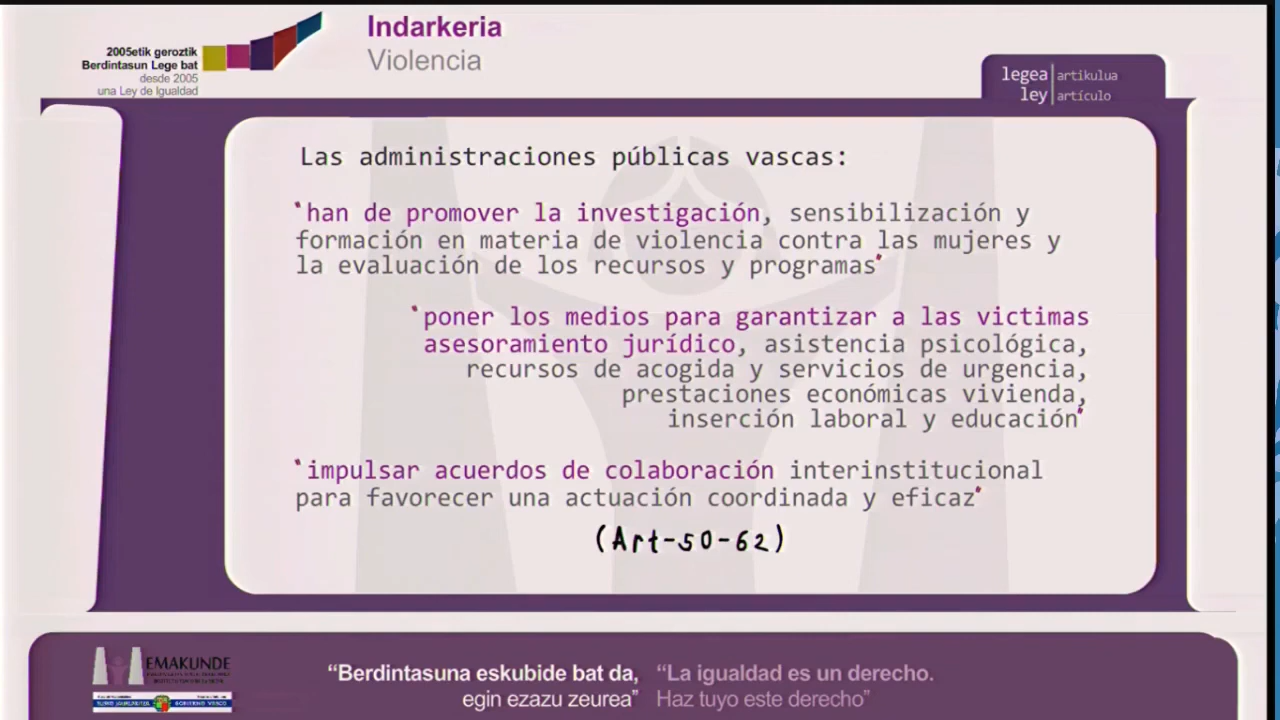 2005etik geroztik
Berdintasun Lege bat
desde 2005
una Ley de Igualdad
Indarkeria
Violencia
legea artikulua
ley artículo
Las administraciones públicas vascas:
'han de promover la investigación, sensibilización y
formación en materia de violencia contra las mujeres y
la evaluación de los recursos y programas'
'poner los medios para garantizar a las victimas
asesoramiento jurídico, asistencia psicológica,
recursos de acogida y servicios de urgencia,
prestaciones económicas vivienda,
inserción laboral y educación'
'impulsar acuerdos de colaboración interinstitucional
para favorecer una actuación coordinada y eficaz'
(Art-50-62)
EMAKUNDE
EUSKO JAURLARITZA GOBIERNO VASCO
“Berdintasuna eskubide bat da,
egin ezazu zeurea”
“La igualdad es un derecho.
Haz tuyo este derecho”